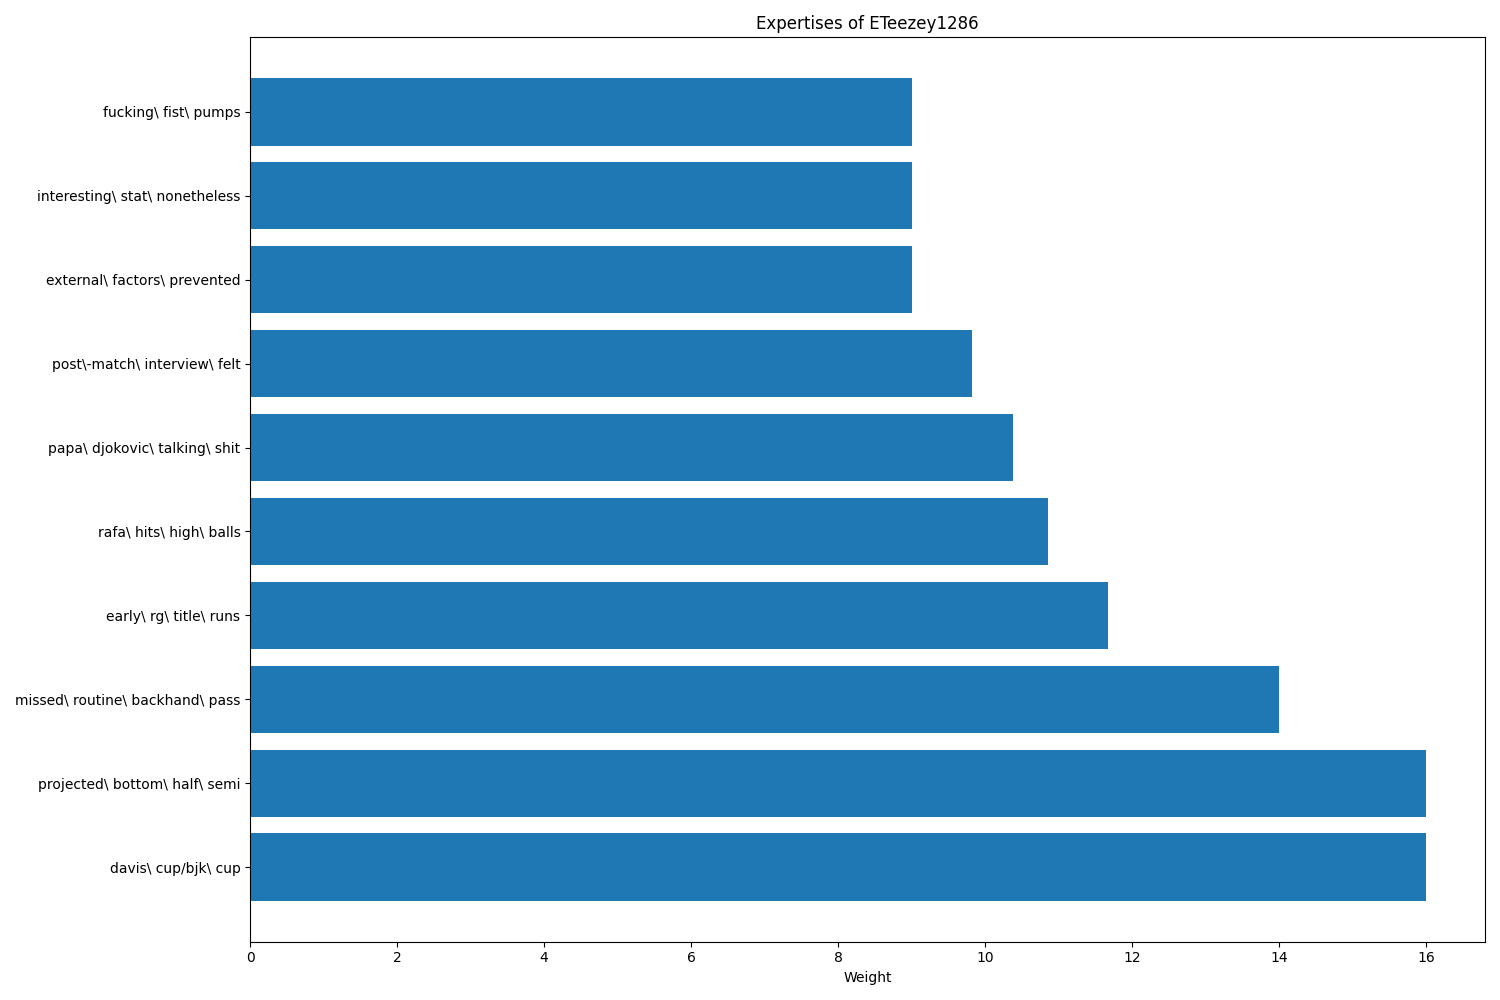 Expertises of ETeezey1286
fucking\ fist\ pumps
interesting\ stat\ nonetheless
external\ factors\ prevented
post\-match\ interview\ felt
papa\ djokovic\ talking\ shit
rafa\ hits\ high\ balls
early\ rg\ title\ runs
missed\ routine\ backhand\ pass
projected\ bottom\ half\ semi
davis\ cup/bjk\ cup
0 2 4 6 8 10 12 14 16
Weight